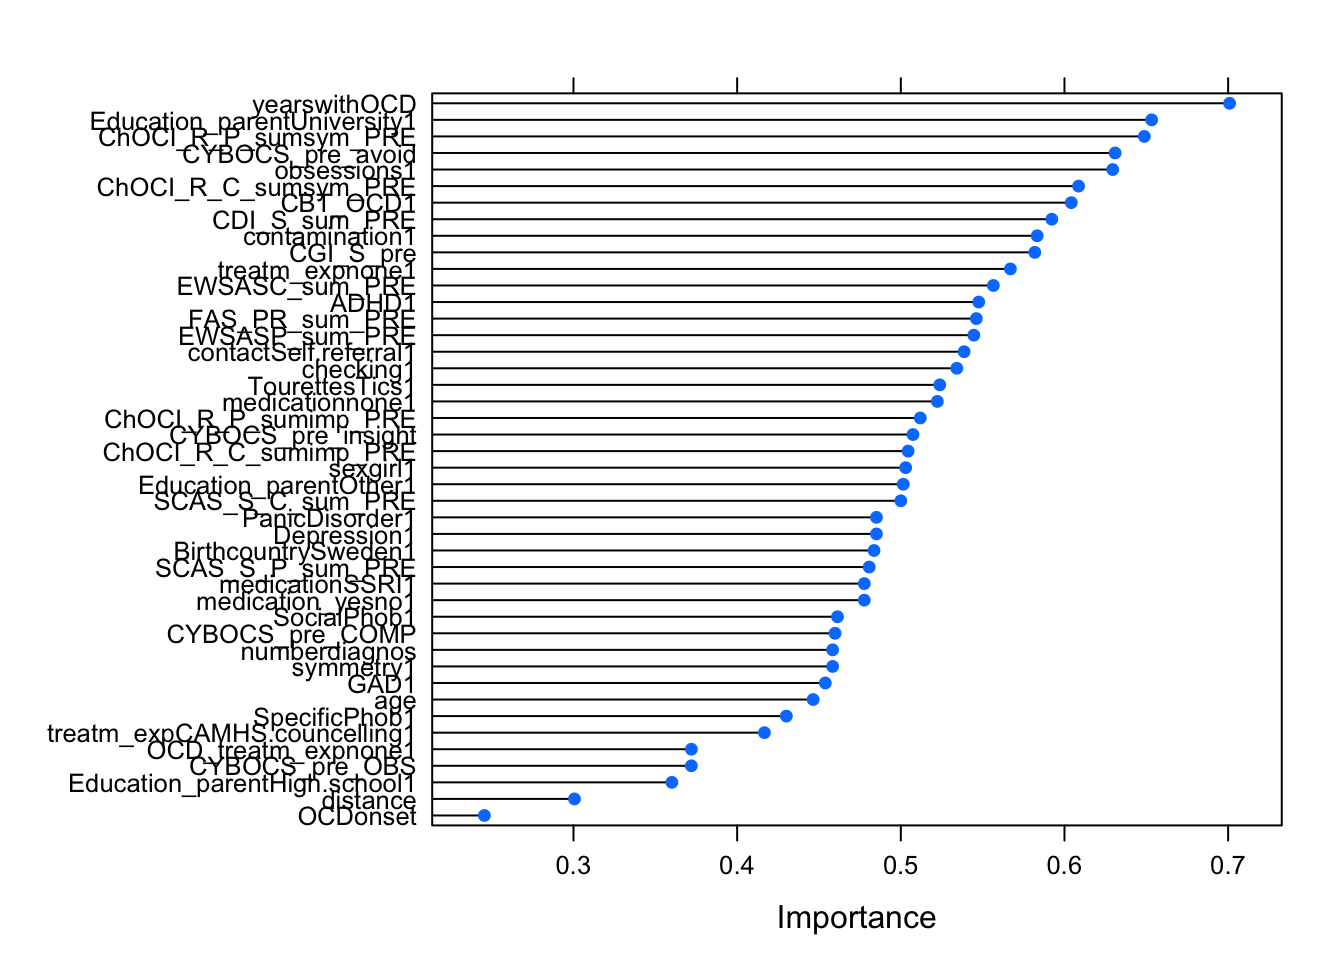 yearswithOCD
Education_parentUniversity1
ChOCI_R_P_sumsym_PRE
CYBOCS_pre_avoid
obsessions1
ChOCI_R_C_sumsym_PRE
CBT_OCD1
CDI_S_sum_PRE
contamination1
CGI_S_pre
treatm_expnone1
EWSASC_sum_PRE
ADHD1
FAS_PR_sum_PRE
EWSASP_sum_PRE
contactSelf.referral1
checking1
TourettesTics1
medicationnone1
ChOCI_R_P_sumimp_PRE
CYBOCS_pre_insight
ChOCI_R_C_sumimp_PRE
sexgirl1
Education_parentOther1
SCAS_S_C_sum_PRE
PanicDisorder1
Depression1
BirthcountrySweden1
SCAS_S_P_sum_PRE
medicationSSRI1
medication_yesno1
SocialPhob1
CYBOCS_pre_COMP
numberdiagnos
symmetry1
GAD1
age
SpecificPhob1
treatm_expCAMHS.councelling1
OCD_treatm_expnone1
CYBOCS_pre_OBS
Education_parentHigh.school1
distance
OCDonset
0.3 0.4 0.5 0.6 0.7
Importance